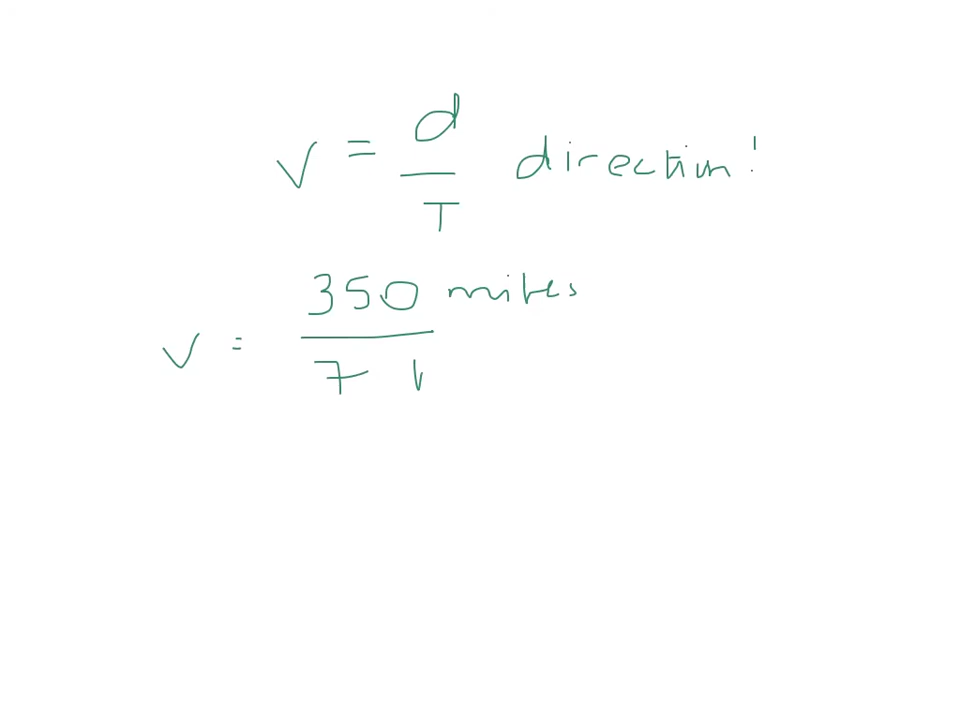 v = d/T direction!
v = 350 miles / 7